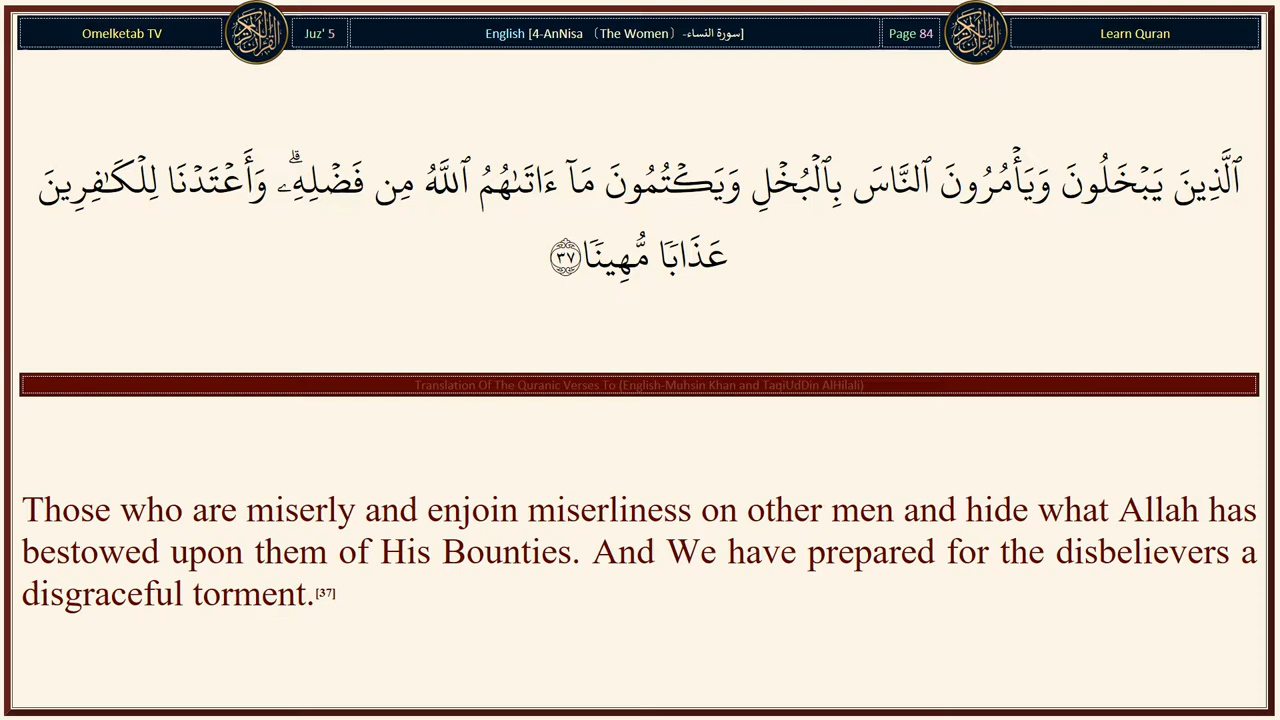 Omelketab TV
Juz' 5
English [4-AnNisa （The Women） -سورة النساء]
Page 84
Learn Quran
ٱلَّذِينَ يَبۡخَلُونَ وَيَأۡمُرُونَ ٱلنَّاسَ بِٱلۡبُخۡلِ وَيَكۡتُمُونَ مَآ ءَاتَىٰهُمُ ٱللَّهُ مِن فَضۡلِهِۦۗ وَأَعۡتَدۡنَا لِلۡكَٰفِرِينَ
عَذَابٗا مُّهِينٗا ٣٧
Translation Of The Quranic Verses To (English-Muhsin Khan and TaqiUdDin AlHilali)
Those who are miserly and enjoin miserliness on other men and hide what Allah has
bestowed upon them of His Bounties. And We have prepared for the disbelievers a
disgraceful torment.[37]